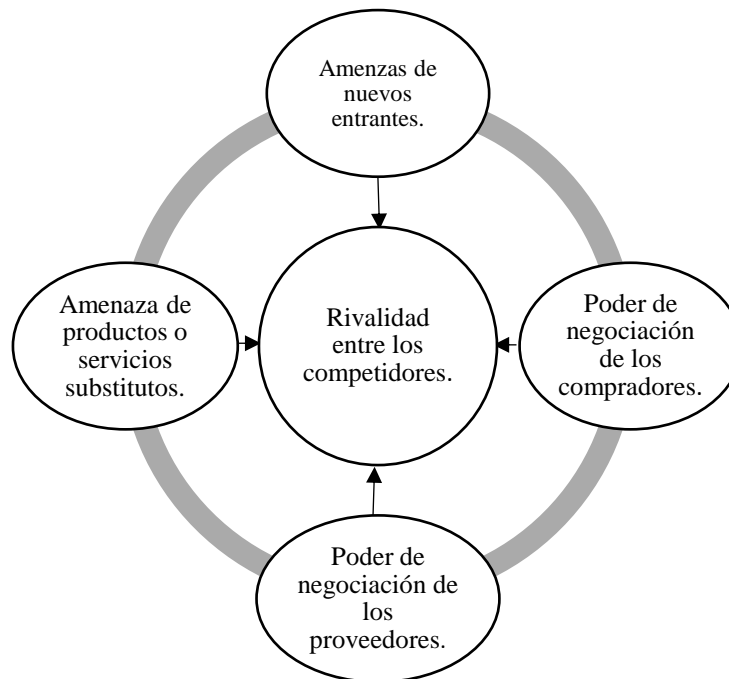 Amenzas de
nuevos
entrantes.
Amenaza de
productos o
servicios
substitutos.
Rivalidad
entre los
competidores.
Poder de
negociación
de los
compradores.
Poder de
negociación de
los
proveedores.